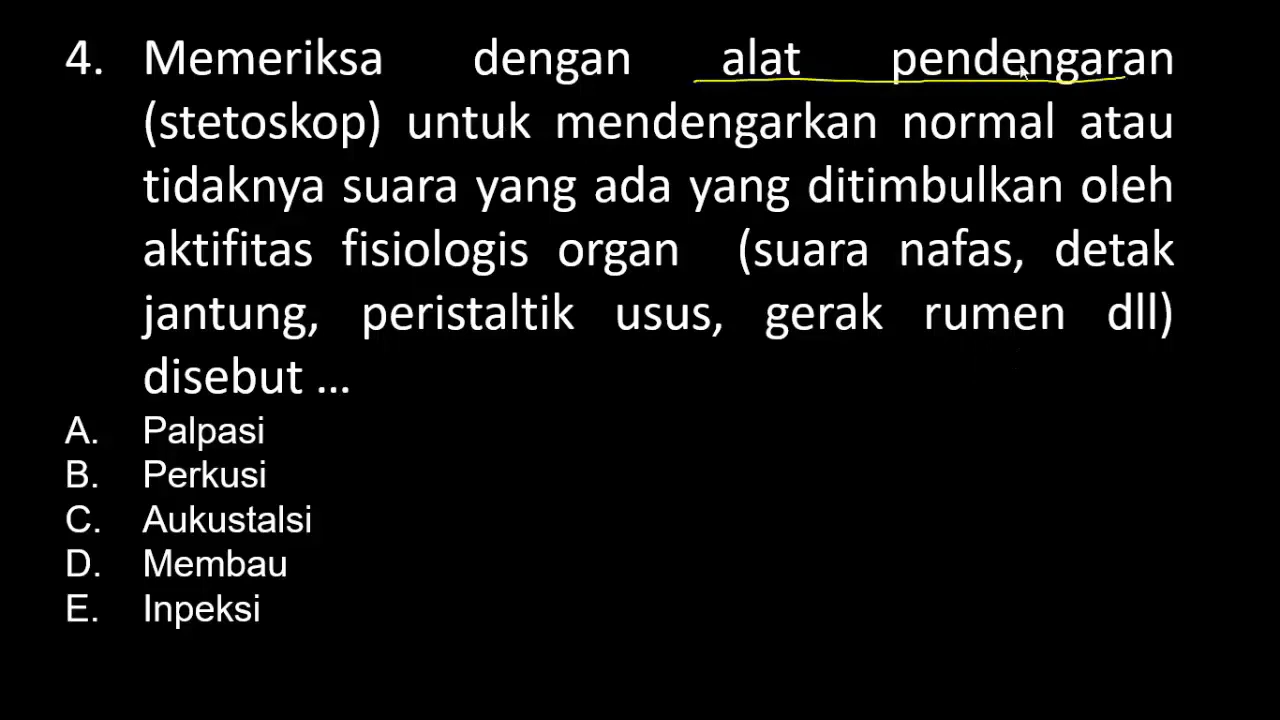 4. Memeriksa dengan alat pendengaran
(stetoskop) untuk mendengarkan normal atau
tidaknya suara yang ada yang ditimbulkan oleh
aktifitas fisiologis organ (suara nafas, detak
jantung, peristaltik usus, gerak rumen dll)
disebut ...
A. Palpasi
B. Perkusi
C. Aukustalsi
D. Membau
E. Inpeksi